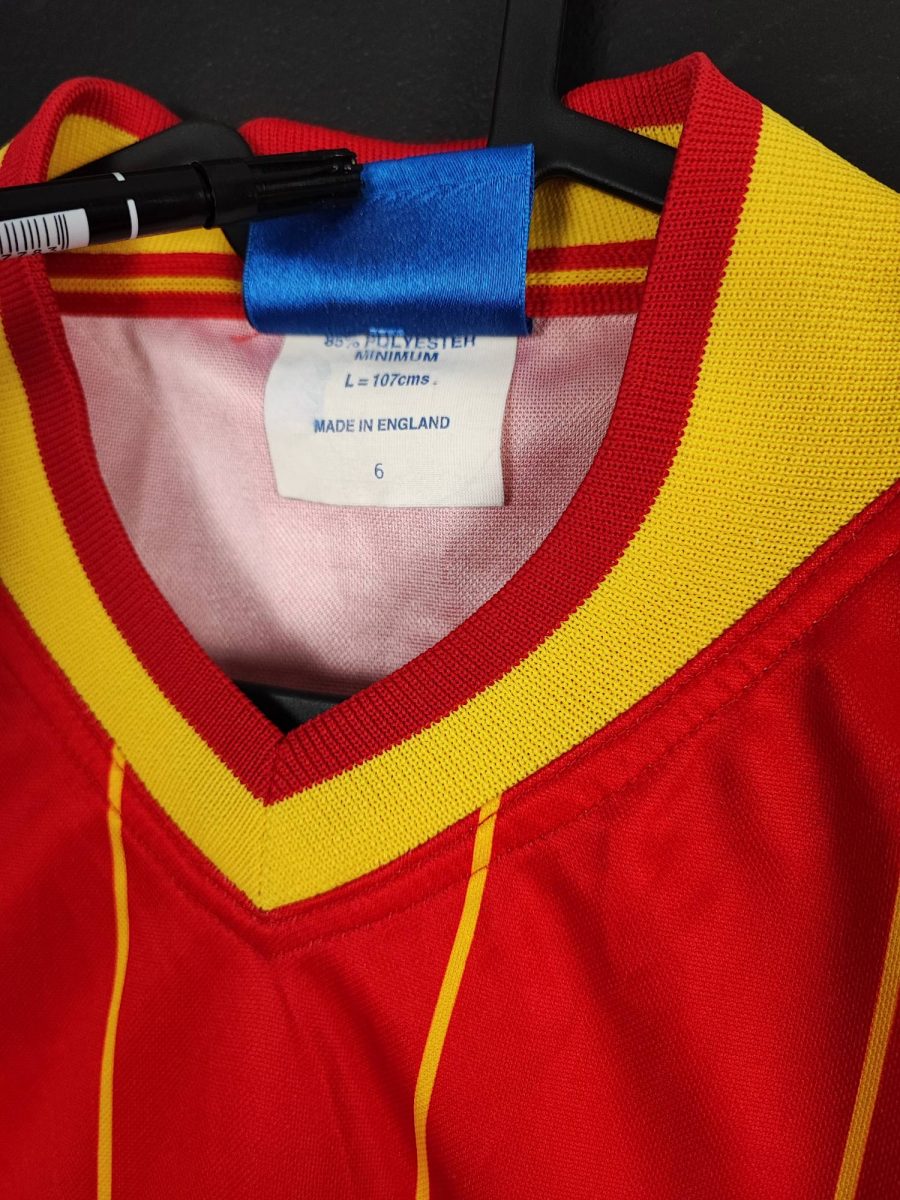 85% POLYESTER
MINIMUM
L = 107cms.
MADE IN ENGLAND
6